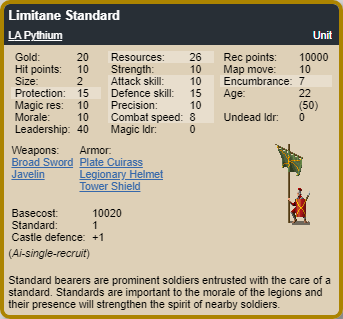 Limitane Standard
LA Pythium Unit
Gold: 20 Resources: 26 Rec points: 10000
Hit points: 10 Strength: 10 Map move: 10
Size: 2 Attack skill: 10 Encumbrance: 7
Protection: 15 Defence skill: 15 Age: 22
Magic res: 10 Precision: 10 (50)
Morale: 10 Combat speed: 8 Undead ldr: 0
Leadership: 40 Magic ldr: 0
Weapons: Armor:
Broad Sword Plate Cuirass
Javelin Legionary Helmet
Tower Shield
Basecost: 10020
Standard: 1
Castle defence: +1
(Ai-single-recruit)
Standard bearers are prominent soldiers entrusted with the care of a
standard. Standards are important to the morale of the legions and
their presence will strengthen the spirit of nearby soldiers.